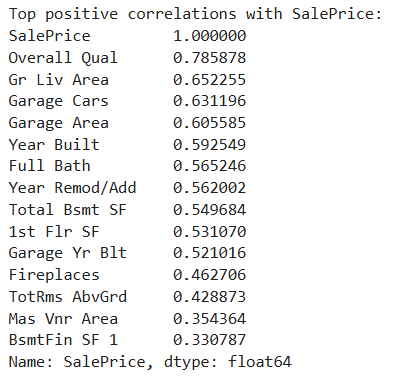 Top positive correlations with SalePrice:
SalePrice         1.000000
Overall Qual      0.785878
Gr Liv Area       0.652255
Garage Cars       0.631196
Garage Area       0.605585
Year Built        0.592549
Full Bath         0.565246
Year Remod/Add    0.562002
Total Bsmt SF     0.549684
1st Flr SF        0.531070
Garage Yr Blt     0.521016
Fireplaces        0.462706
TotRms AbvGrd     0.428873
Mas Vnr Area      0.354364
BsmtFin SF 1      0.330787
Name: SalePrice, dtype: float64